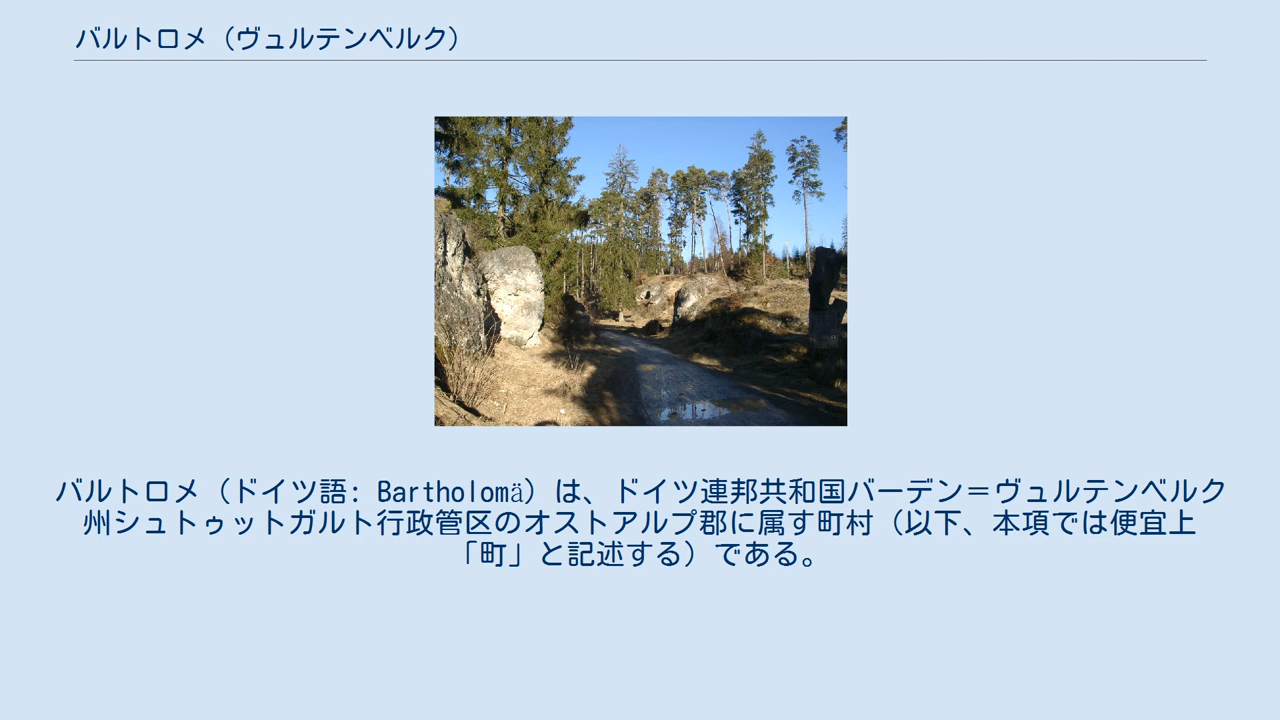 バルトロメ（ヴュルテンベルク）
バルトロメ（ドイツ語: Bartholomä）は、ドイツ連邦共和国バーデン＝ヴュルテンベルク
州シュトゥットガルト行政管区のオストアルプ郡に属す町村（以下、本項では便宜上
「町」と記述する）である。